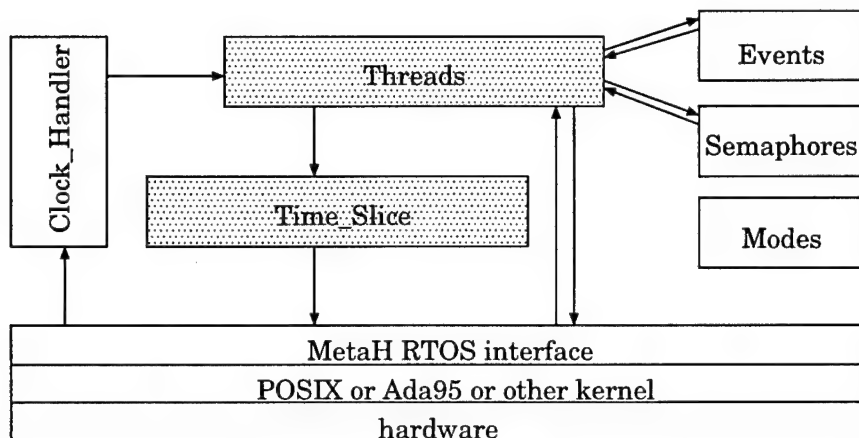 Clock_Handler
Threads
Events
Semaphores
Time_Slice
Modes
MetaH RTOS interface
POSIX or Ada95 or other kernel
hardware